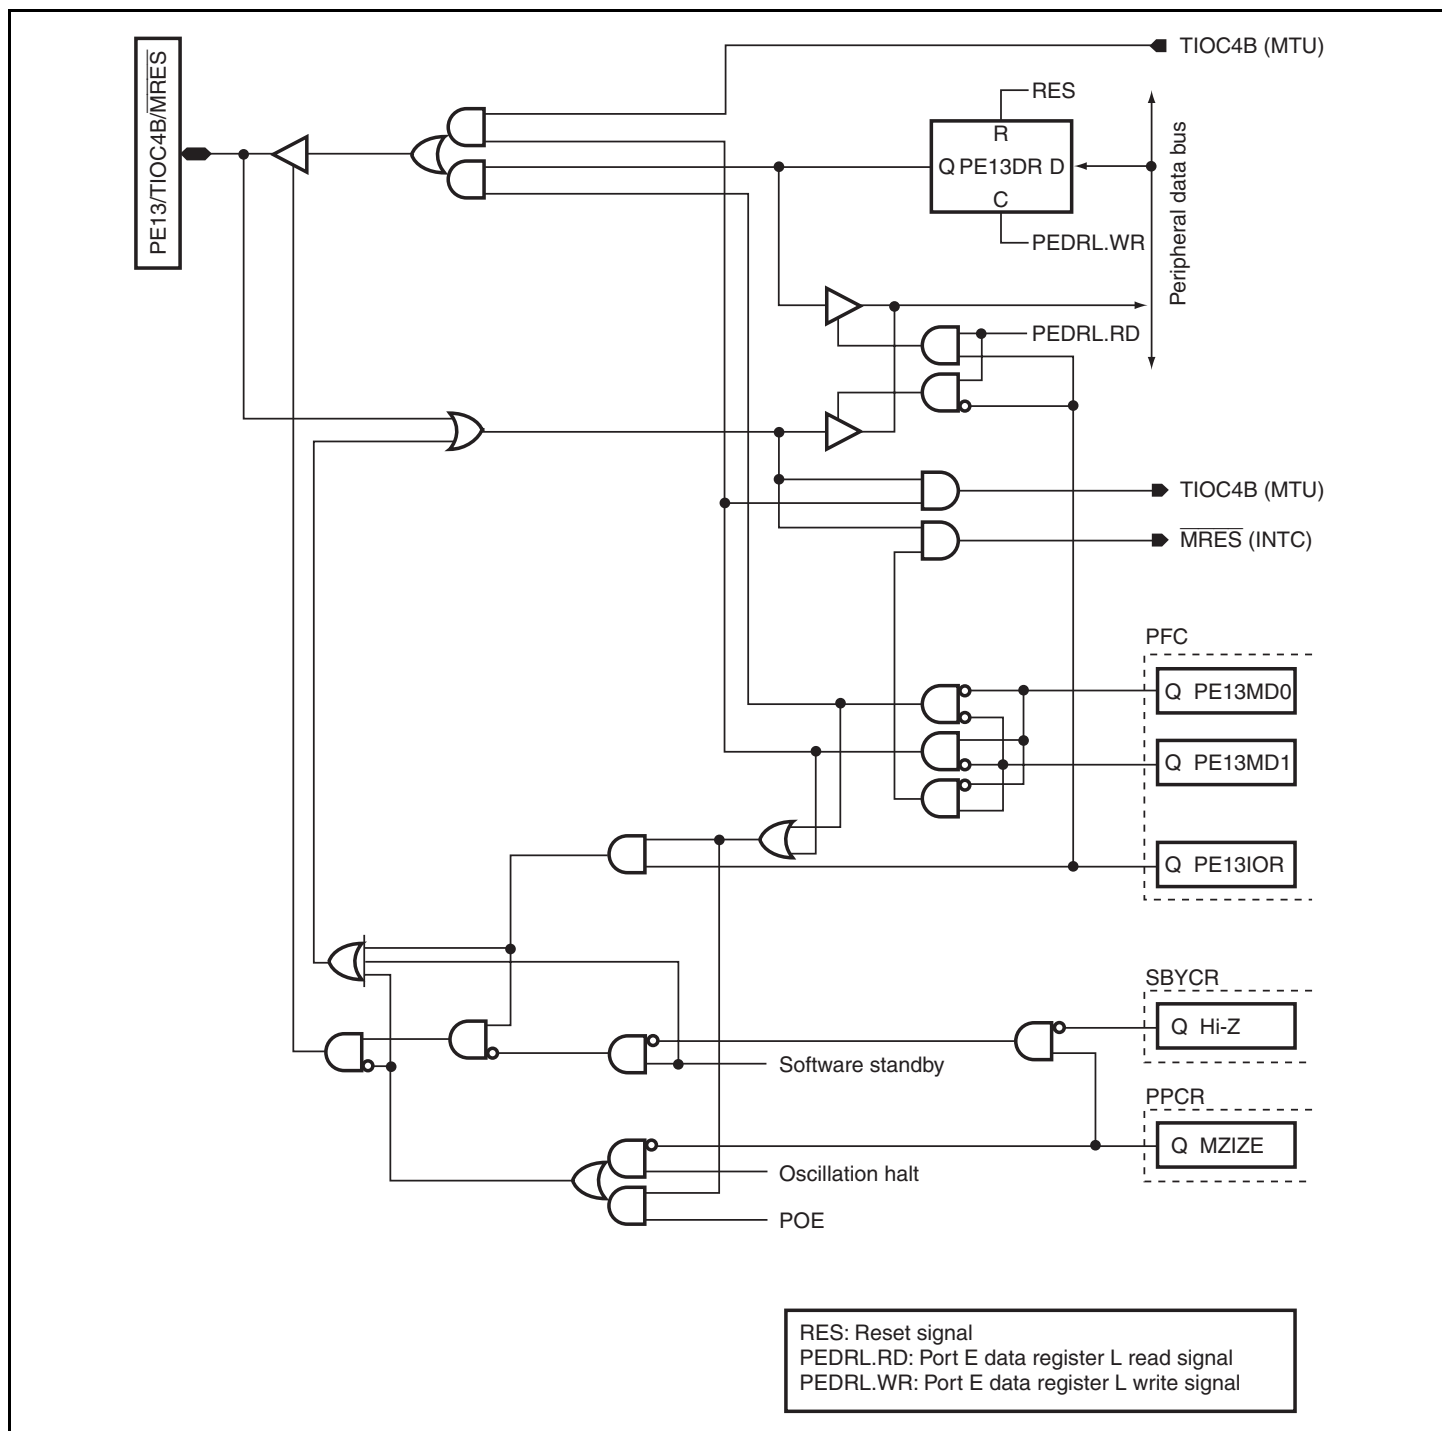 PE13/TIOC4B/MRES
TIOC4B (MTU)
RES
R
Q PE13DR D
C
PEDRL.WR
Peripheral data bus
PEDRL.RD
TIOC4B (MTU)
MRES (INTC)
PFC
Q PE13MD0
Q PE13MD1
Q PE13IOR
SBYCR
Q Hi-Z
Software standby
PPCR
Q MZIZE
Oscillation halt
POE
RES: Reset signal
PEDRL.RD: Port E data register L read signal
PEDRL.WR: Port E data register L write signal